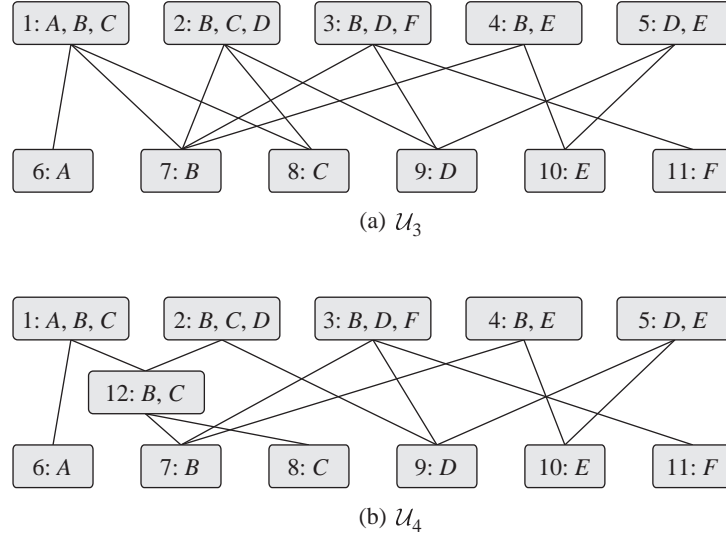 1: A, B, C 2: B, C, D 3: B, D, F 4: B, E 5: D, E
6: A 7: B 8: C 9: D 10: E 11: F
(a) 𝒰3
1: A, B, C 2: B, C, D 3: B, D, F 4: B, E 5: D, E
12: B, C
6: A 7: B 8: C 9: D 10: E 11: F
(b) 𝒰4